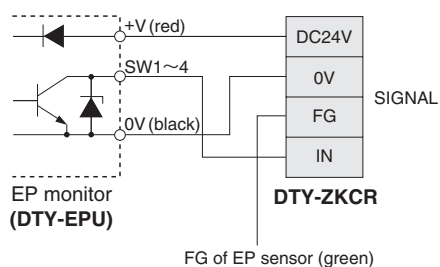 +V (red)
SW1～4
0V (black)
EP monitor
(DTY-EPU)
DC24V
0V
FG
IN
SIGNAL
DTY-ZKCR
FG of EP sensor (green)